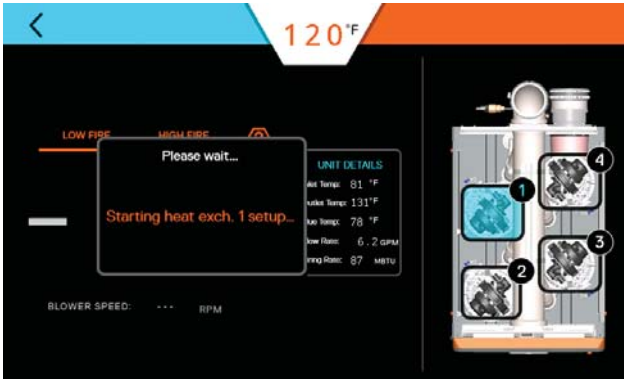 120°F
LOW FIRE HIGH FIRE
Please wait...
Starting heat exch. 1 setup...
UNIT DETAILS
Temp: 81 °F
Temp: 131°F
Temp: 78 °F
Rate: 6.2 GPM
Rate: 87 MBTU
BLOWER SPEED: --- RPM
1
4
3
2